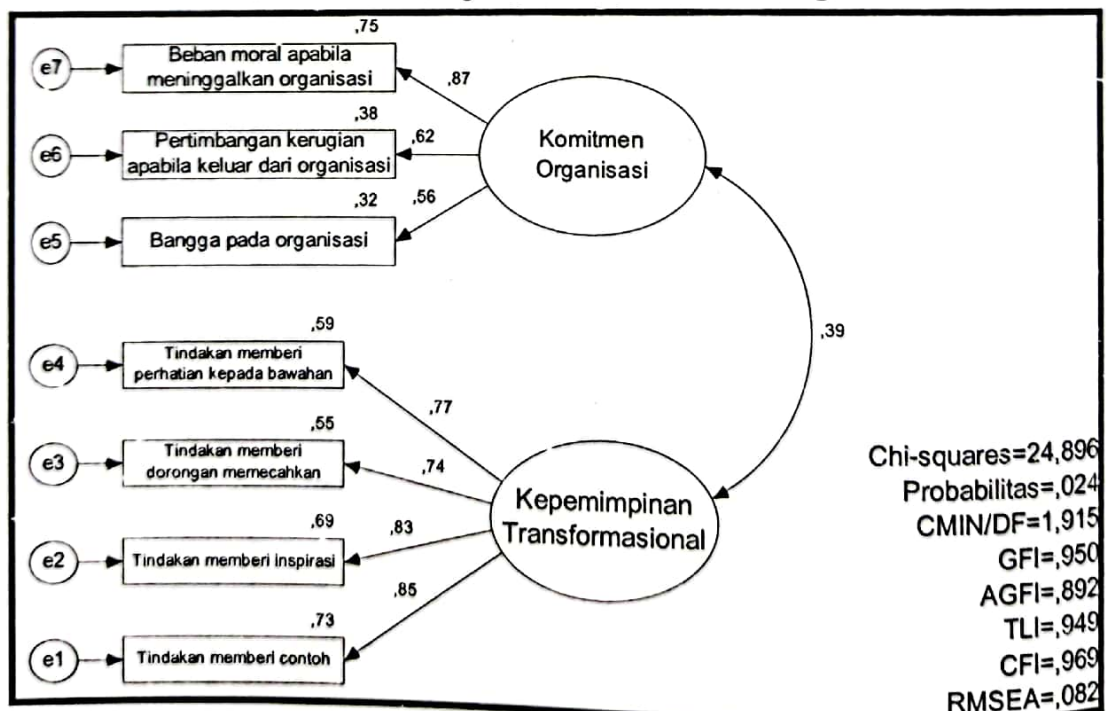 ,75
e7
Beban moral apabila
meninggalkan organisasi
,87
,38
e6
Pertimbangan kerugian
apabila keluar dari organisasi
,62
Komitmen
Organisasi
,32
,56
e5
Bangga pada organisasi
,39
,59
e4
Tindakan memberi
perhatian kepada bawahan
,77
,55
e3
Tindakan memberi
dorongan memecahkan
,74
Kepemimpinan
Transformasional
,69
,83
e2
Tindakan memberi inspirasi
,85
,73
e1
Tindakan memberi contoh
Chi-squares=24,896
Probabilitas=,024
CMIN/DF=1,915
GFI=,950
AGFI=,892
TLI=,949
CFI=,969
RMSEA=,082